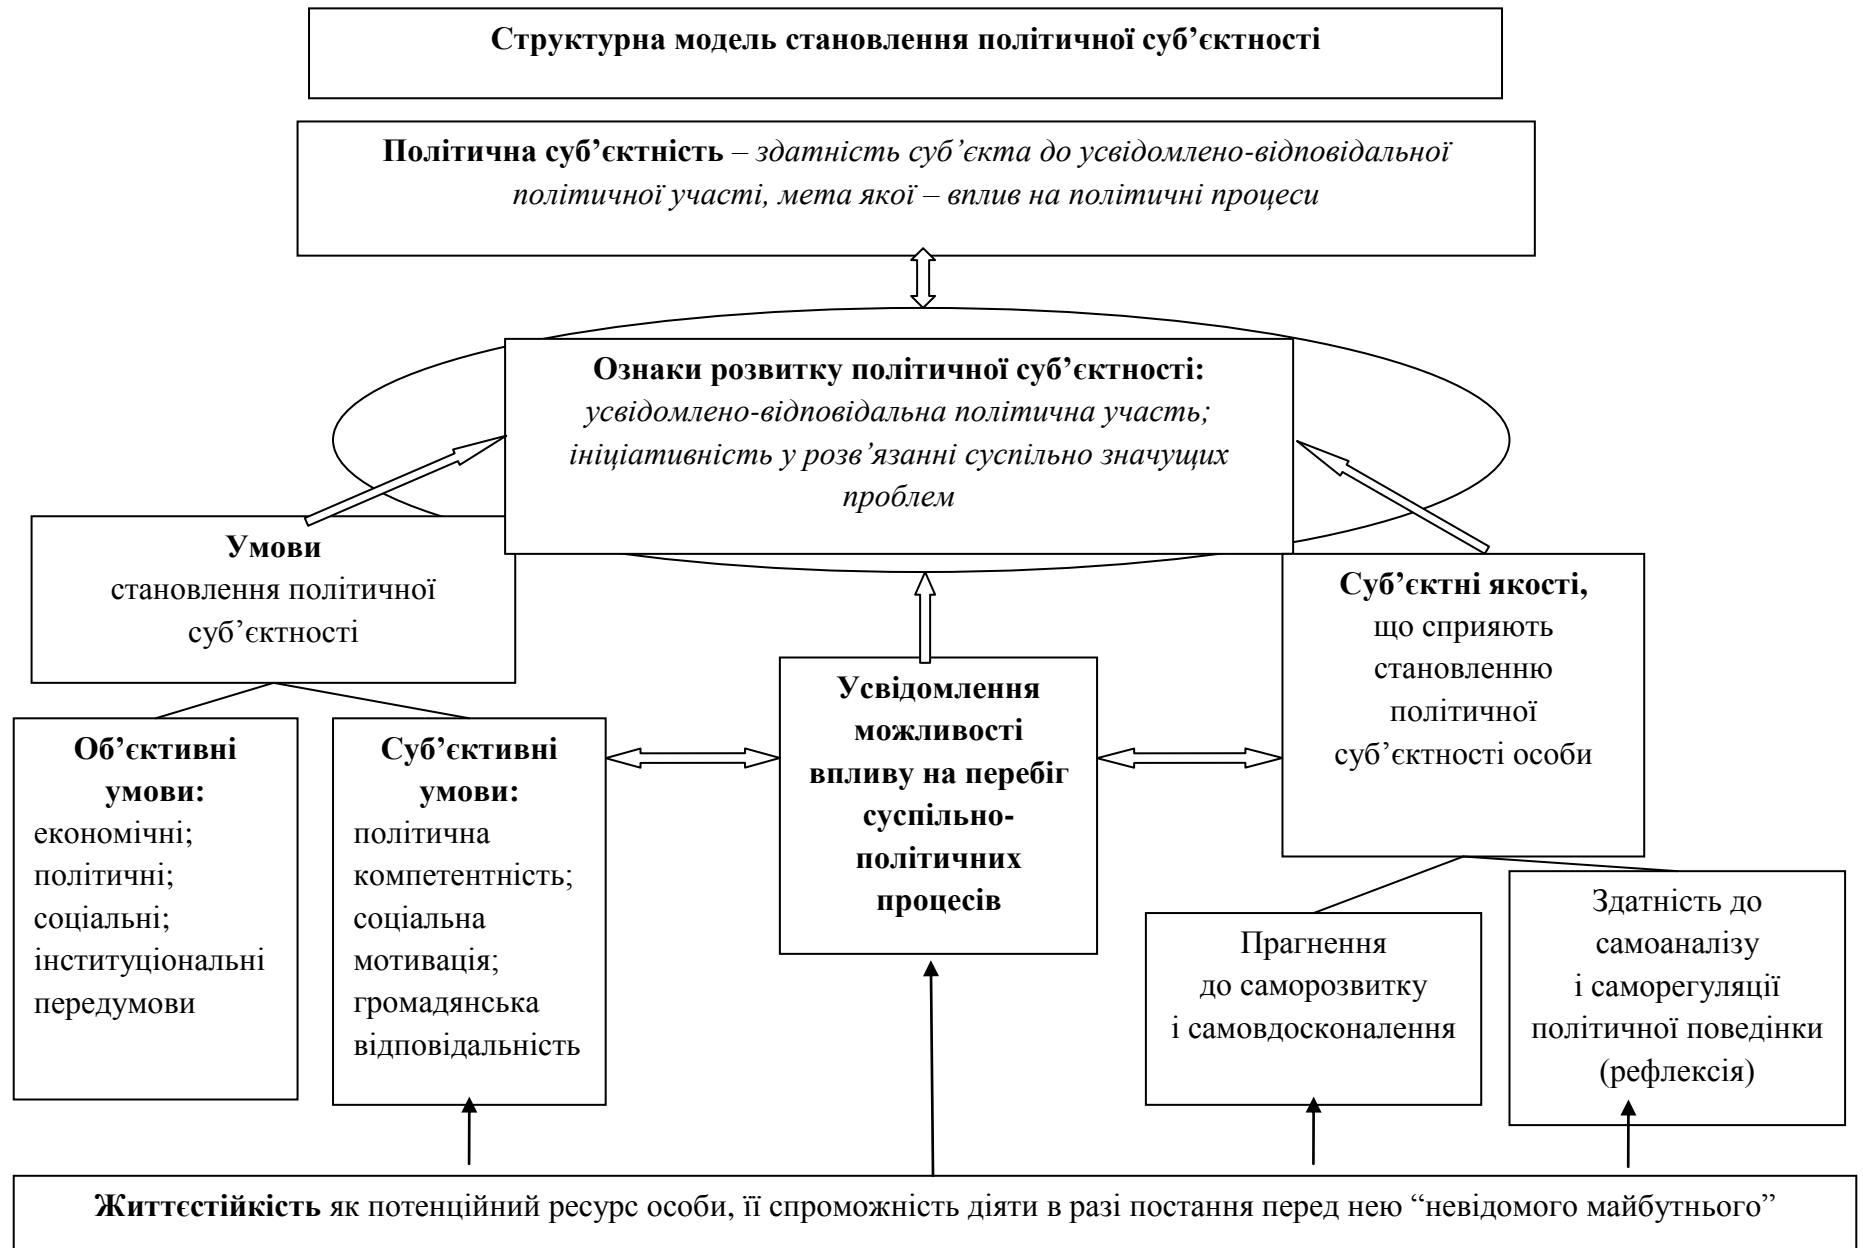 Структурна модель становлення політичної суб’єктності
Політична суб’єктність – здатність суб’єкта до усвідомлено-відповідальної
політичної участі, мета якої – вплив на політичні процеси
Ознаки розвитку політичної суб’єктності:
усвідомлено-відповідальна політична участь;
ініціативність у розв’язанні суспільно значущих
проблем
Умови
становлення політичної
суб’єктності
Об’єктивні
умови:
економічні;
політичні;
соціальні;
інституціональні
передумови
Суб’єктивні
умови:
політична
компетентність;
соціальна
мотивація;
громадянська
відповідальність
Усвідомлення
можливості
впливу на перебіг
суспільно-
політичних
процесів
Суб’єктні якості,
що сприяють
становленню
політичної
суб’єктності особи
Прагнення
до саморозвитку
і самовдосконалення
Здатність до
самоаналізу
і саморегуляції
політичної поведінки
(рефлексія)
Життєстійкість як потенційний ресурс особи, її спроможність діяти в разі постання перед нею “невідомого майбутнього”